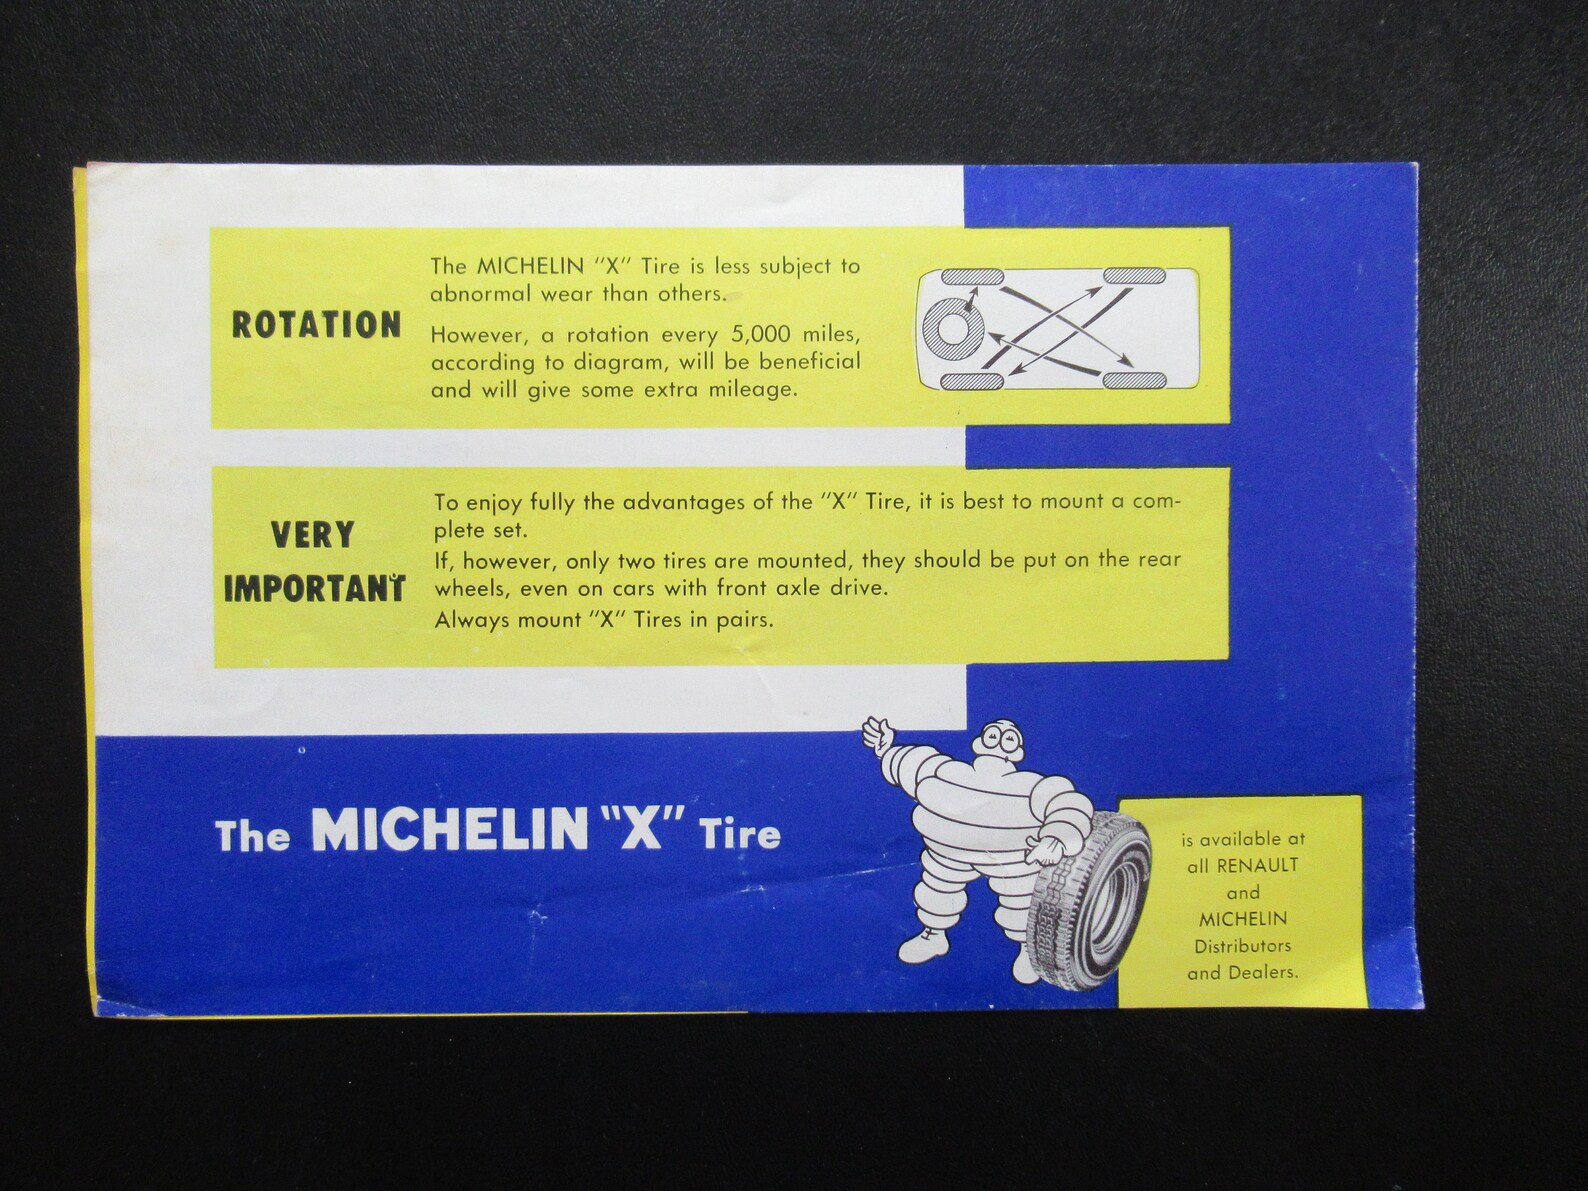 ROTATION
The MICHELIN "X" Tire is less subject to
abnormal wear than others.
However, a rotation every 5,000 miles,
according to diagram, will be beneficial
and will give some extra mileage.
VERY
IMPORTANT
To enjoy fully the advantages of the "X" Tire, it is best to mount a com-
plete set.
If, however, only two tires are mounted, they should be put on the rear
wheels, even on cars with front axle drive.
Always mount "X" Tires in pairs.
The MICHELIN "X" Tire
is available at
all RENAULT
and
MICHELIN
Distributors
and Dealers.